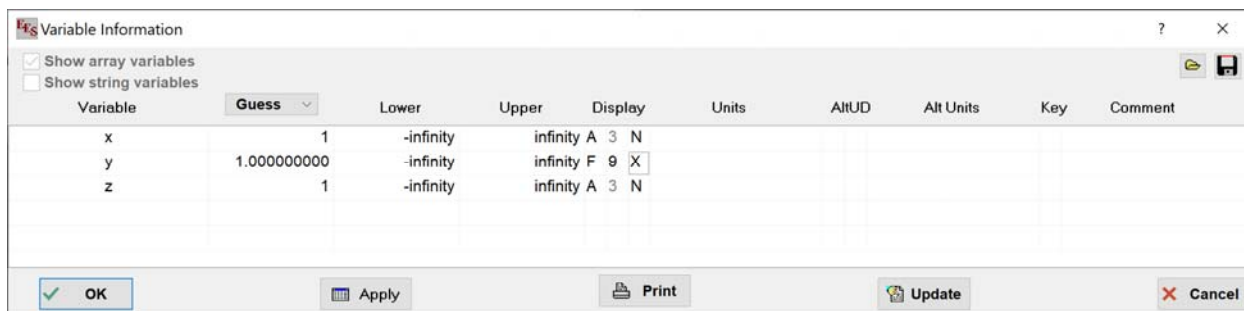 EES Variable Information ? ×
Show array variables
Show string variables
Variable Guess Lower Upper Display Units AltUD Alt Units Key Comment
x 1 -infinity infinity A 3 N
y 1.000000000 -infinity infinity F 9 X
z 1 -infinity infinity A 3 N
OK Apply Print Update Cancel